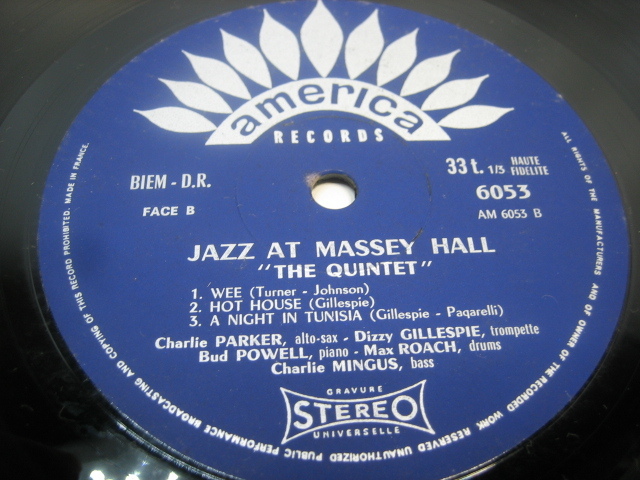 america
RECORDS
BIEM - D.R.
FACE B
33 t. 1/3 HAUTE FIDELITE
6053
AM 6053 B
JAZZ AT MASSEY HALL
"THE QUINTET"
1. WEE (Turner - Johnson)
2. HOT HOUSE (Gillespie)
3. A NIGHT IN TUNISIA (Gillespie - Paqarelli)
Charlie PARKER, alto-sax - Dizzy GILLESPIE, trompette
Bud POWELL, piano - Max ROACH, drums
Charlie MINGUS, bass
GRAVURE
STEREO
UNIVERSELLE
ALL RIGHTS OF THE MANUFACTURERS AND OF OWNER OF THE RECORDED WORK RESERVED UNAUTHORIZED PUBLIC PERFORMANCE BROADCASTING AND COPYING OF THIS RECORD PROHIBITED. MADE IN FRANCE.